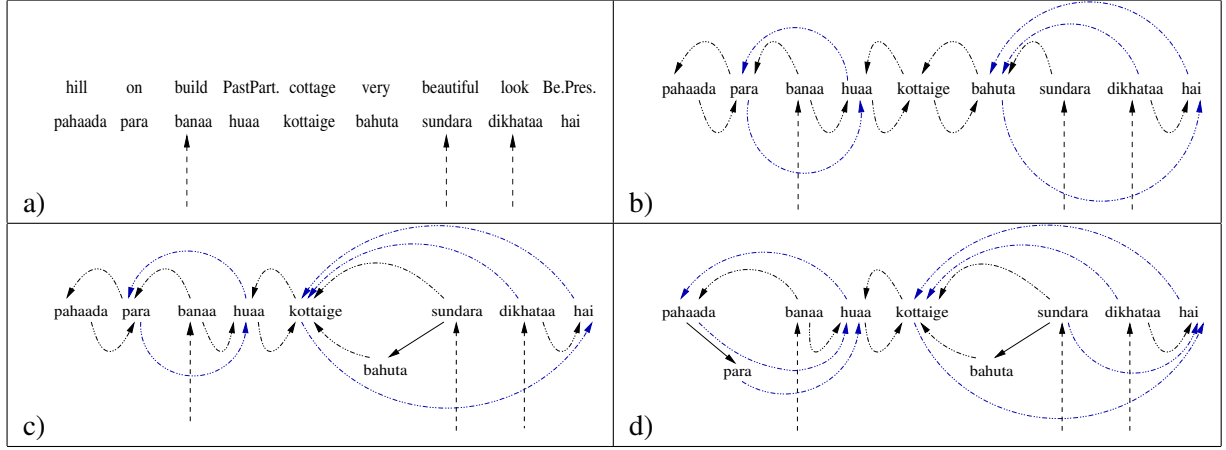 hill on build PastPart. cottage very beautiful look Be.Pres.
pahaada para banaa huaa kottaige bahuta sundara dikhataa hai
a)
pahaada para banaa huaa kottaige bahuta sundara dikhataa hai
b)
pahaada para banaa huaa kottaige sundara dikhataa hai
bahuta
c)
pahaada banaa huaa kottaige sundara dikhataa hai
para bahuta
d)